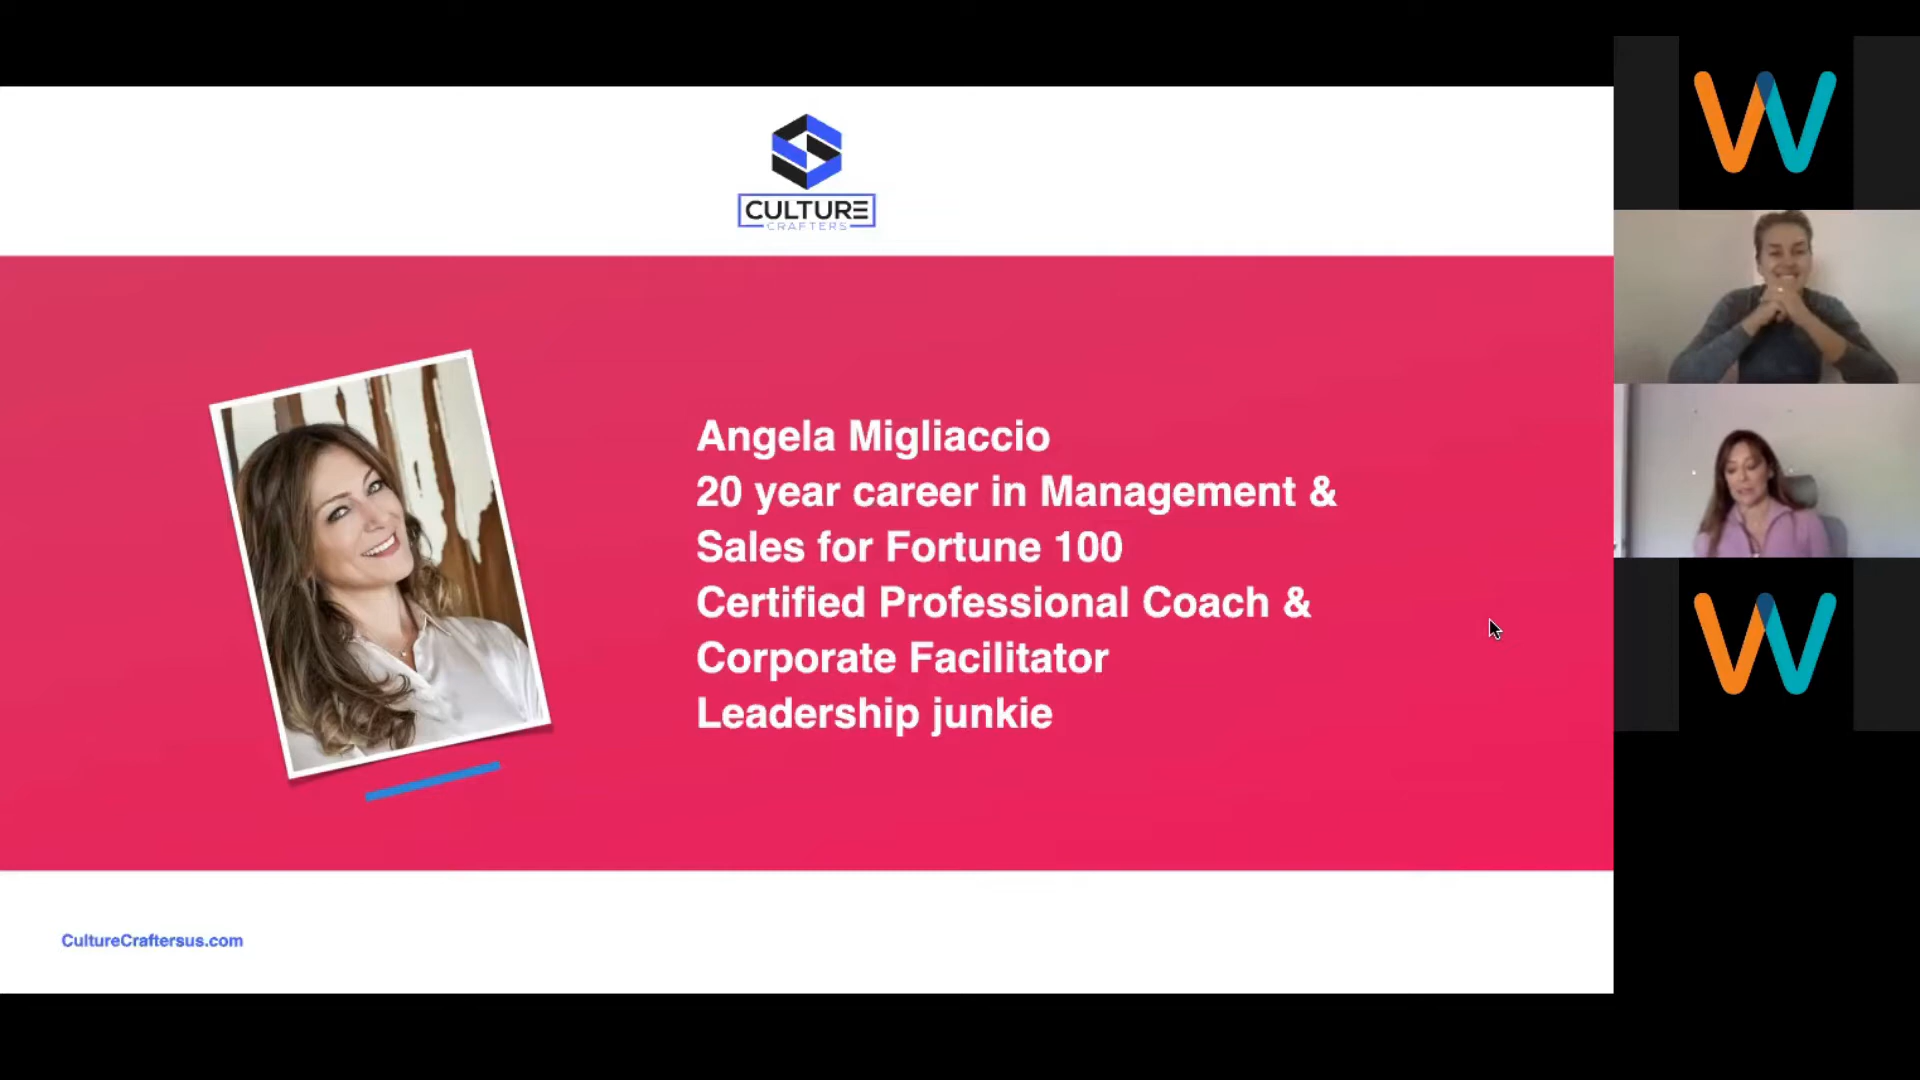 CULTURE
CRAFTERS
Angela Migliaccio
20 year career in Management &
Sales for Fortune 100
Certified Professional Coach &
Corporate Facilitator
Leadership junkie
CultureCraftersus.com